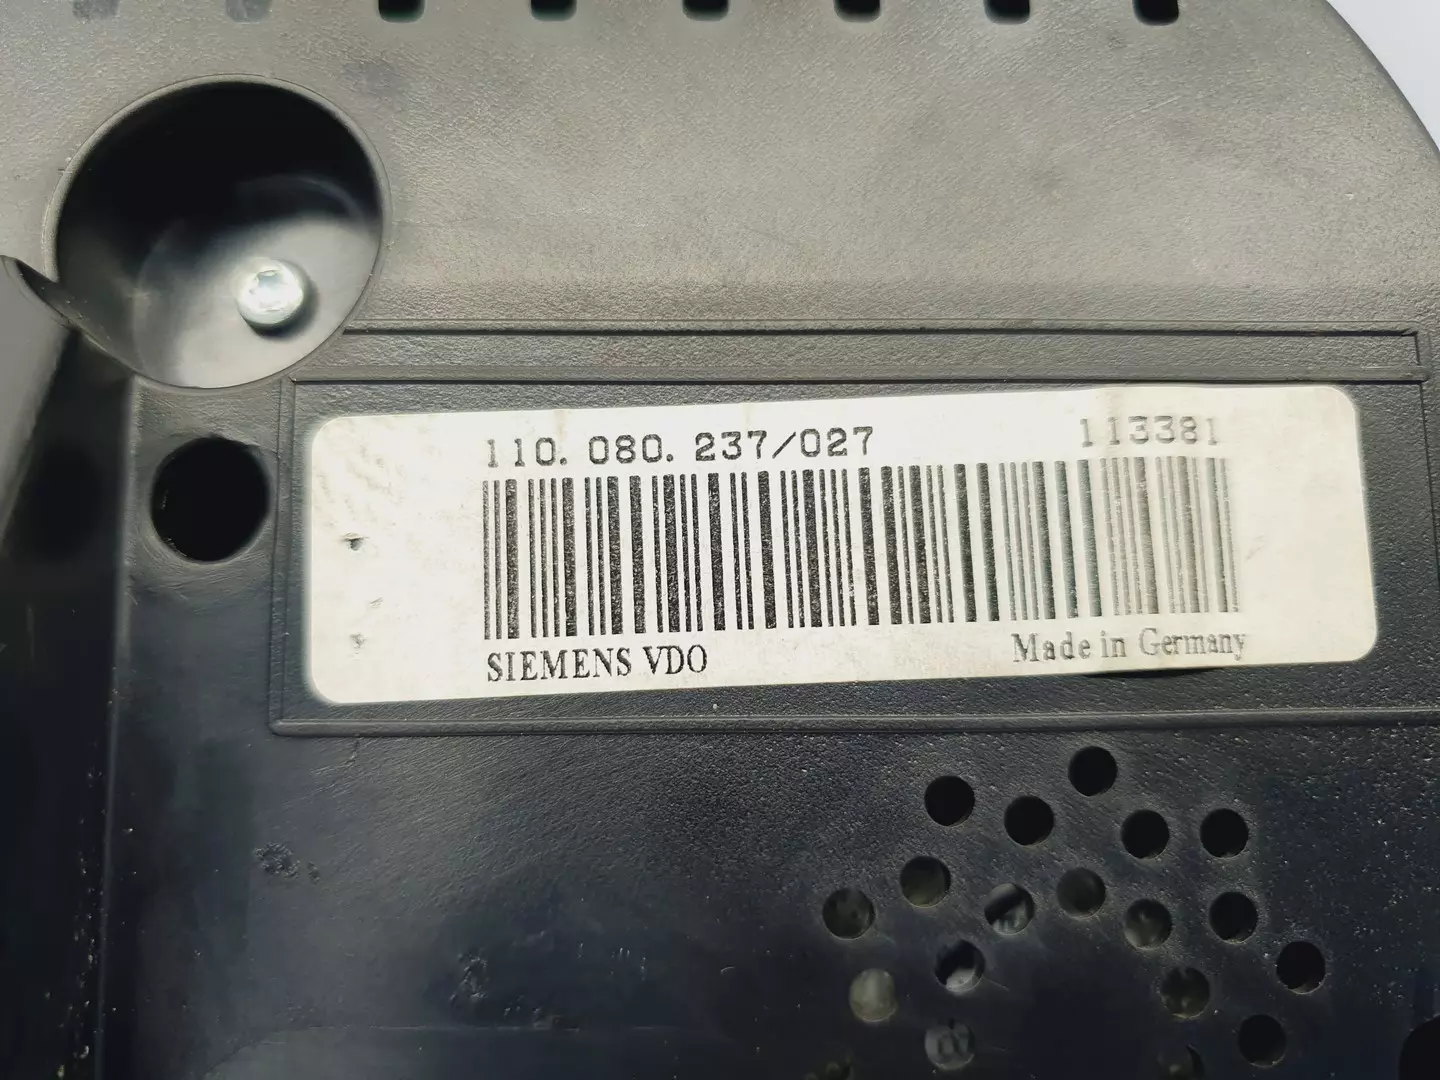 110.080.237/027 113381
SIEMENS VDO Made in Germany